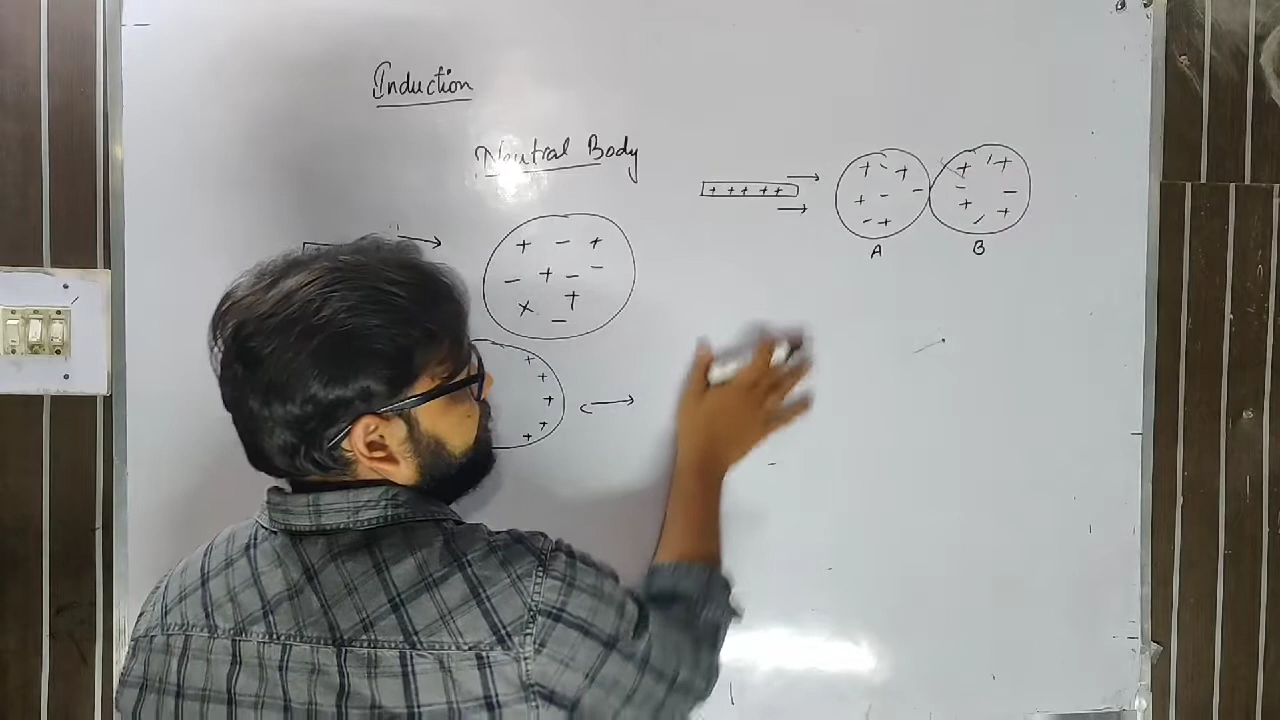 Induction
Neutral Body
+ + + + +
+ - +
+ - -
- +
A
+ - +
- -
+ +
-
B
+ - +
- + - -
× +
-
+
+
+
+
+